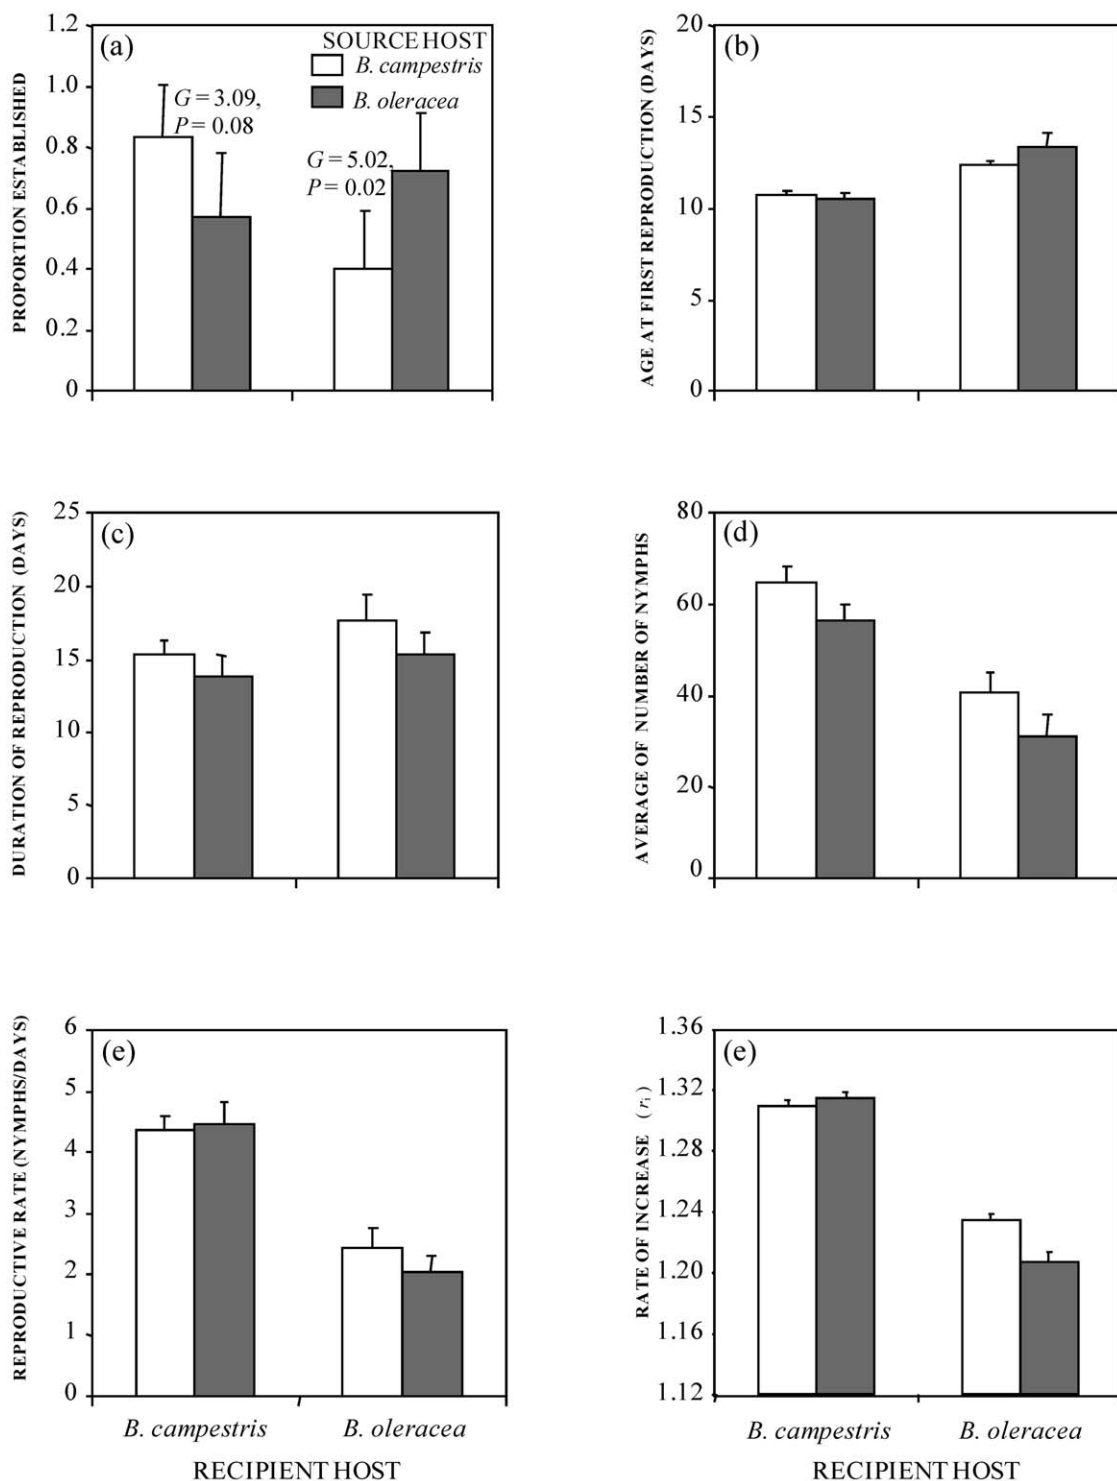 (a)
PROPORTION ESTABLISHED
1.2
1.0
0.8
0.6
0.4
0.2
0
SOURCE HOST
B. campestris
B. oleracea
G = 3.09,
P = 0.08
G = 5.02,
P = 0.02
(b)
AGE AT FIRST REPRODUCTION (DAYS)
20
15
10
5
0
(c)
DURATION OF REPRODUCTION (DAYS)
25
20
15
10
5
0
(d)
AVERAGE OF NUMBER OF NYMPHS
80
60
40
20
0
(e)
REPRODUCTIVE RATE (NYMPHS/DAYS)
6
5
4
3
2
1
0
B. campestris
B. oleracea
RECIPIENT HOST
(e)
RATE OF INCREASE (ri)
1.36
1.32
1.28
1.24
1.20
1.16
1.12
B. campestris
B. oleracea
RECIPIENT HOST